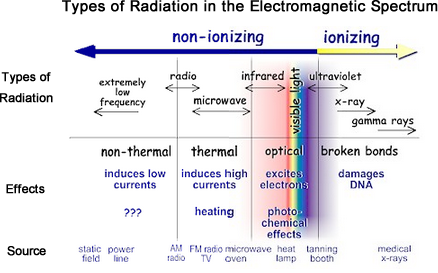 Types of Radiation in the Electromagnetic Spectrum
non-ionizing ionizing
Types of Radiation
extremely low frequency
radio
microwave
infrared
visible light
ultraviolet
x-ray
gamma rays
non-thermal thermal optical broken bonds
Effects
induces low currents
induces high currents
excites electrons
damages DNA
???
heating
photo-chemical effects
Source
static field
power line
AM radio
FM radio TV
microwave oven
heat lamp
tanning booth
medical x-rays